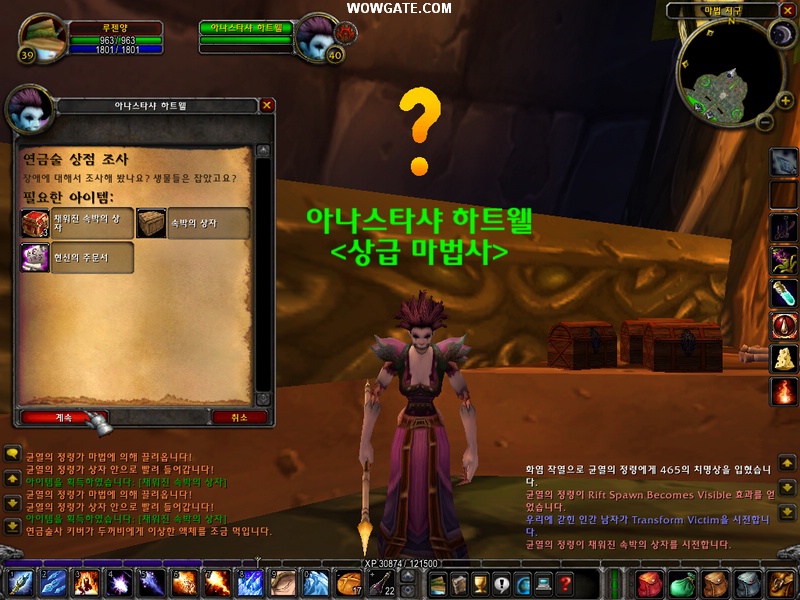 WOWGATE.COM
루젠양
963 / 963
1801 / 1801
39
아나스타샤 하트웰
40
마법 지구
N
아나스타샤 하트웰
연금술 상점 조사
장애에 대해서 조사해 봤나요? 생물들은 잡았고요?
필요한 아이템:
채워진 속박의 상자
3
속박의 상자
현신의 주문서
계속
취소
?
아나스타샤 하트웰
<상급 마법사>
균열의 정령가 마법에 의해 끌려옵니다!
균열의 정령가 상자 안으로 빨려 들어갑니다!
아이템을 획득하였습니다: [채워진 속박의 상자]
균열의 정령가 마법에 의해 끌려옵니다!
균열의 정령가 상자 안으로 빨려 들어갑니다!
아이템을 획득하였습니다: [채워진 속박의 상자]
연금술사 키버가 두꺼비에게 이상한 액체를 조금 먹입니다.
화염 작열으로 균열의 정령에게 465의 치명상을 입혔습니다.
균열의 정령이 Rift Spawn Becomes Visible 효과를 얻었습니다.
우리에 갇힌 인간 남자가 Transform Victim을 시전합니다.
균열의 정령이 채워진 속박의 상자를 시전합니다.
XP 30874 / 121500
17
22